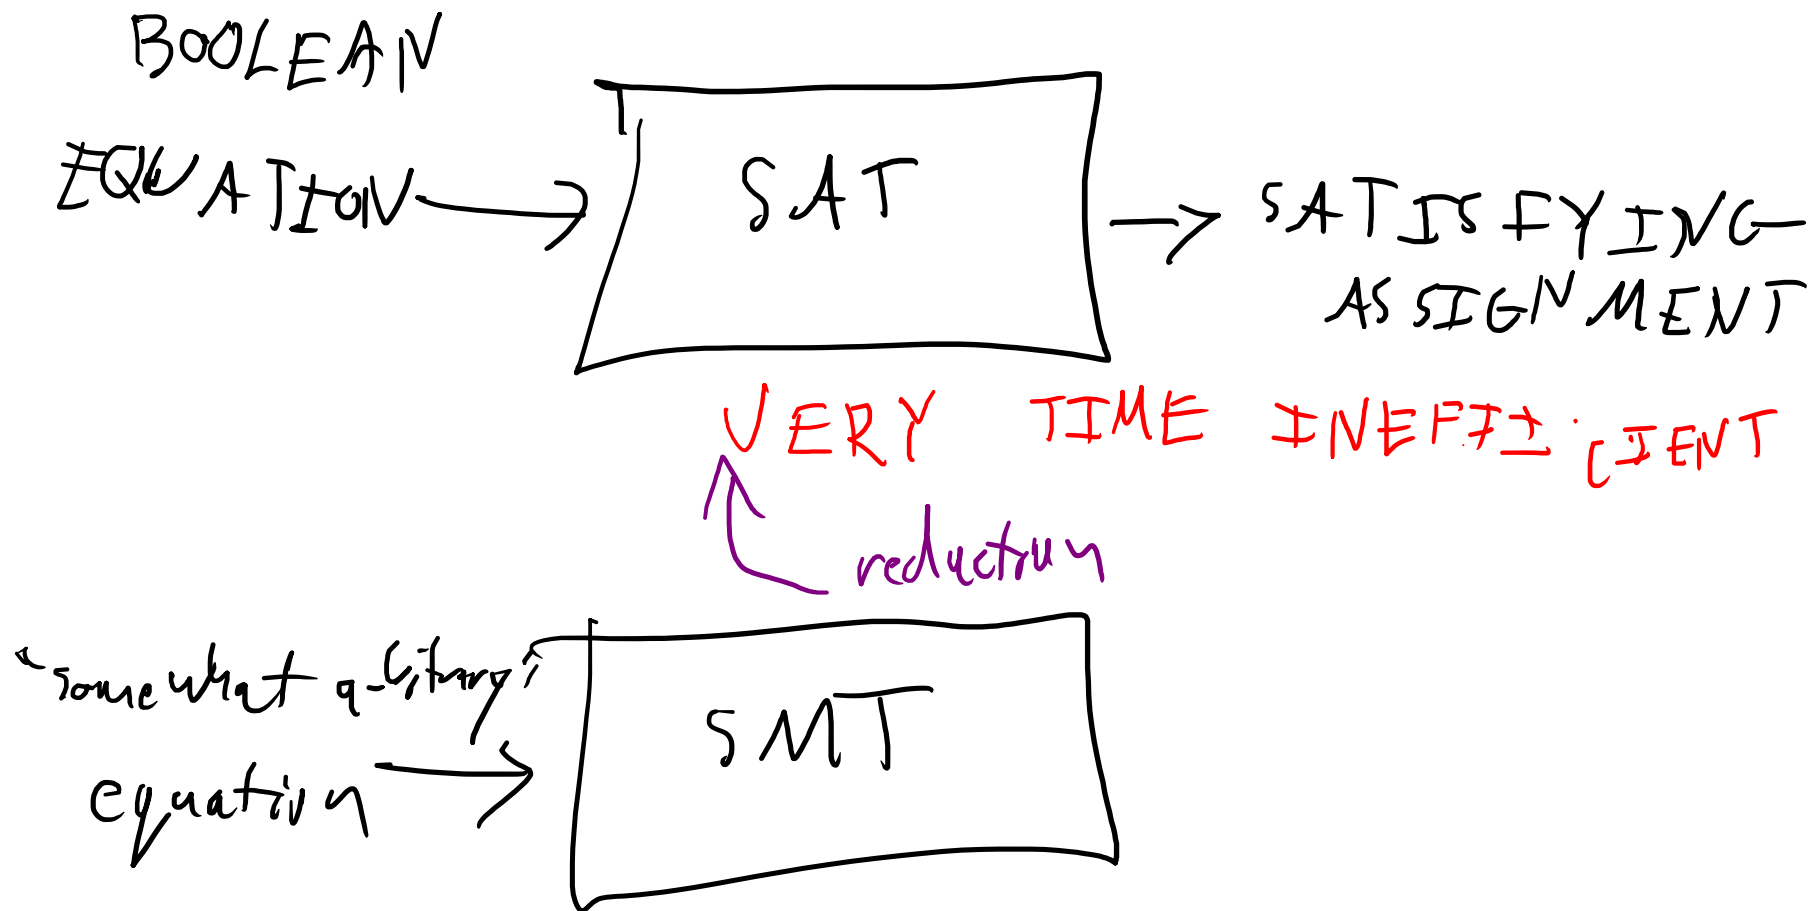 BOOLEAN
EQUATION
SAT
SATISFYING
ASSIGNMENT
VERY TIME INEFFICIENT
reduction
"somewhat arbitrary"
equation
SMT